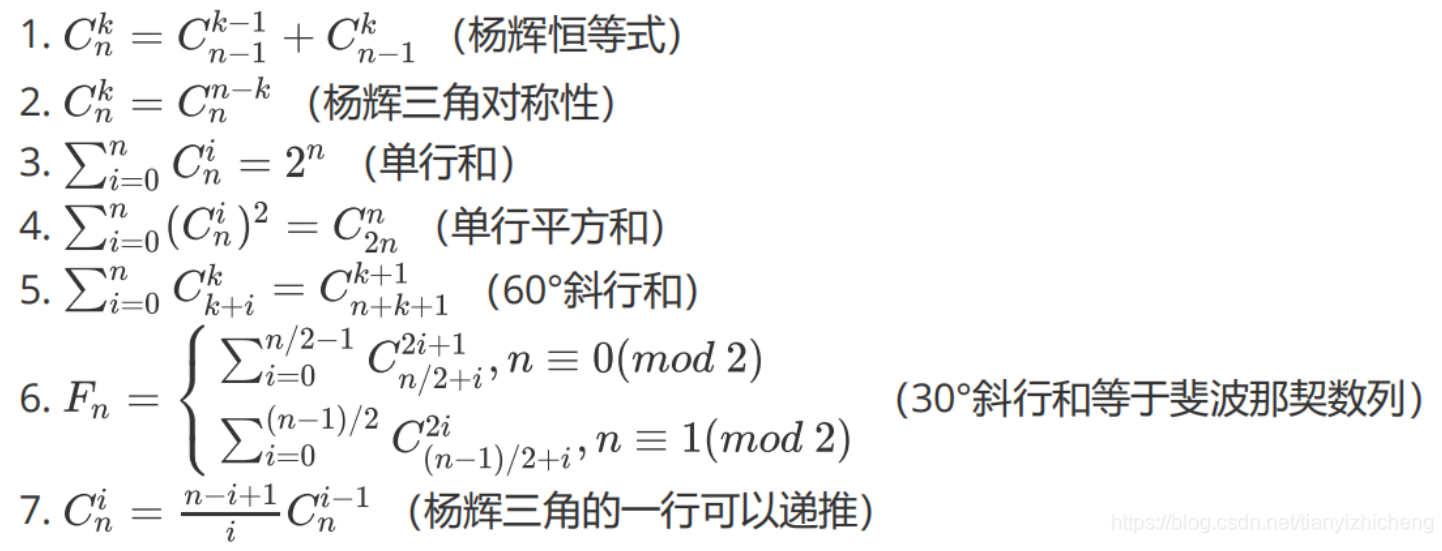 1. $C_n^k = C_{n-1}^{k-1} + C_{n-1}^k$（杨辉恒等式）
2. $C_n^k = C_n^{n-k}$（杨辉三角对称性）
3. $\sum_{i=0}^n C_n^i = 2^n$（单行和）
4. $\sum_{i=0}^n (C_n^i)^2 = C_{2n}^n$（单行平方和）
5. $\sum_{i=0}^n C_{k+i}^k = C_{n+k+1}^{k+1}$（60°斜行和）
6. $F_n = \begin{cases} \sum_{i=0}^{n/2-1} C_{n/2+i}^{2i+1}, n \equiv 0(mod\ 2) \\ \sum_{i=0}^{(n-1)/2} C_{(n-1)/2+i}^{2i}, n \equiv 1(mod\ 2) \end{cases}$（30°斜行和等于斐波那契数列）
7. $C_n^i = \frac{n-i+1}{i} C_n^{i-1}$（杨辉三角的一行可以递推）
https://blog.csdn.net/tianyizhicheng